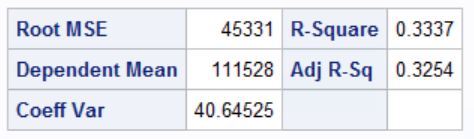 Root MSE 45331 R-Square 0.3337
Dependent Mean 111528 Adj R-Sq 0.3254
Coeff Var 40.64525